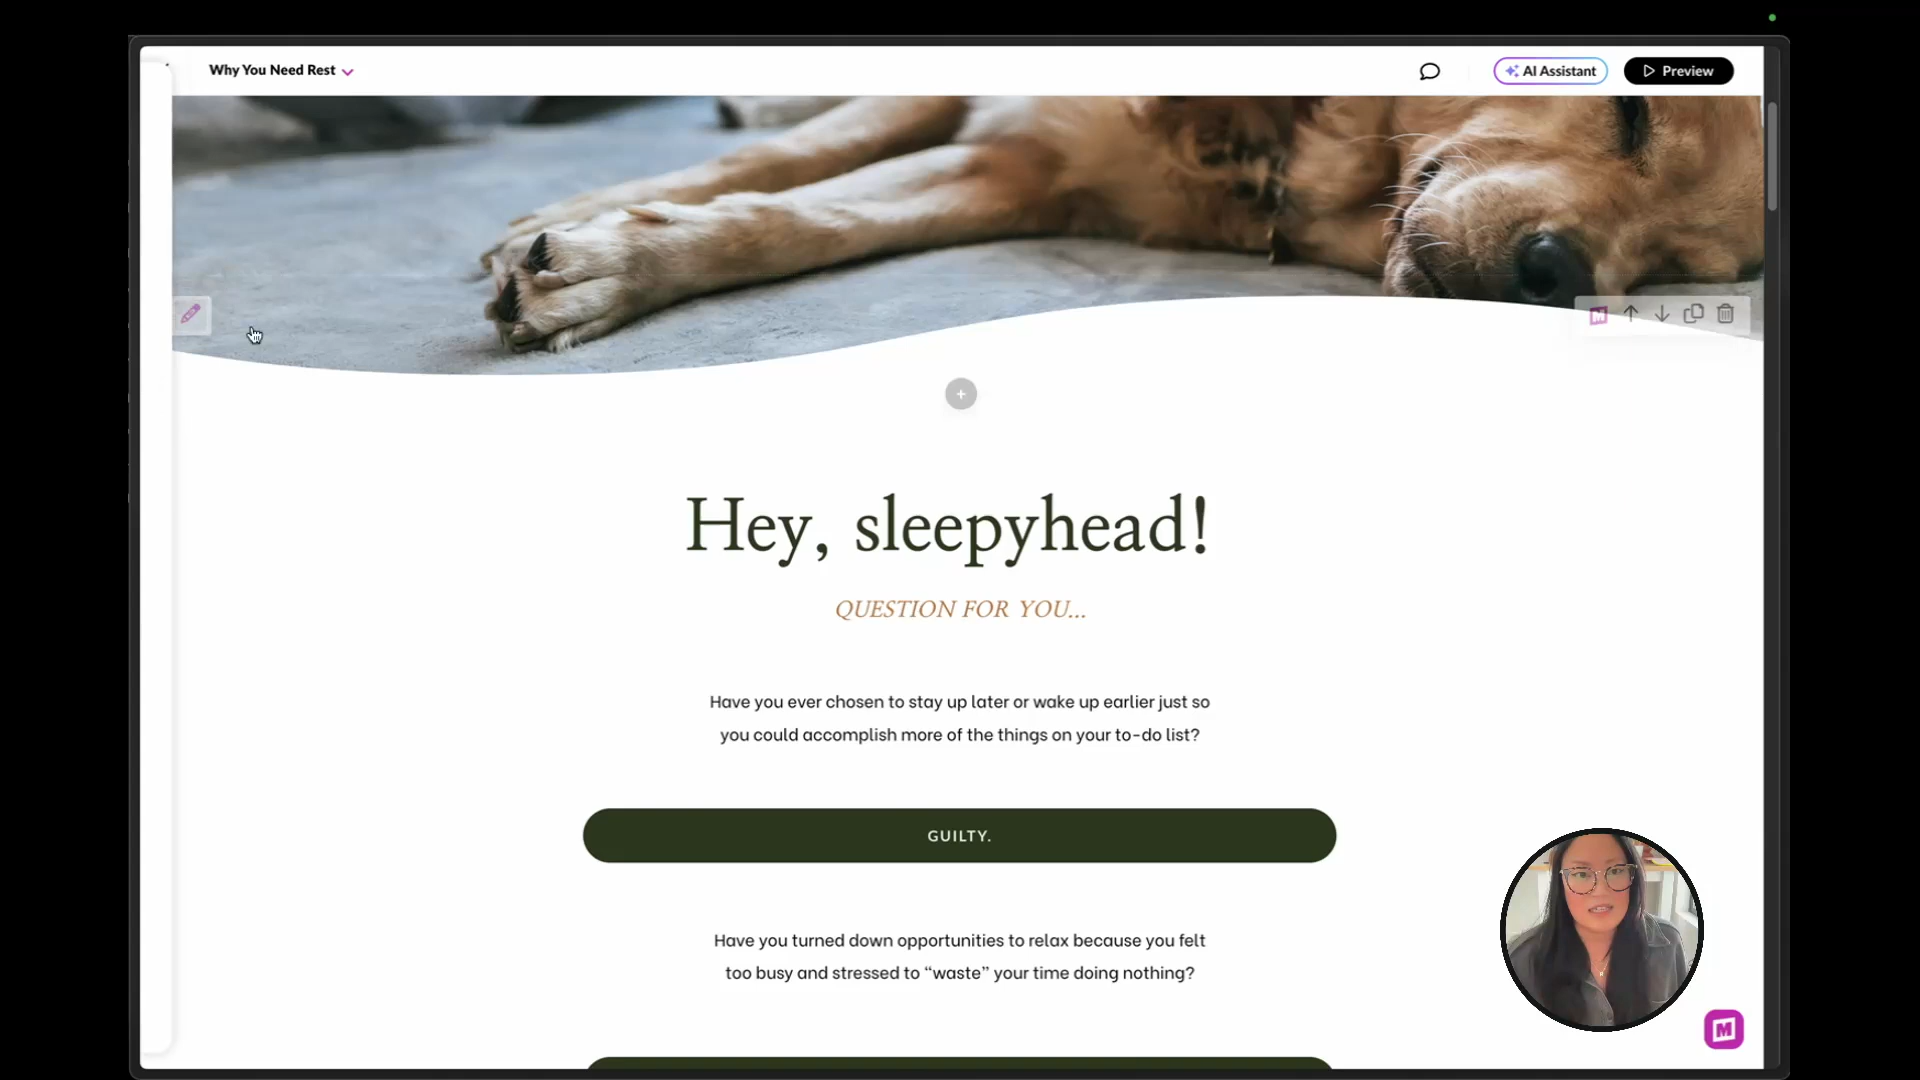 Why You Need Rest
AI Assistant
Preview
Hey, sleepyhead!
QUESTION FOR YOU...
Have you ever chosen to stay up later or wake up earlier just so
you could accomplish more of the things on your to-do list?
GUILTY.
Have you turned down opportunities to relax because you felt
too busy and stressed to “waste” your time doing nothing?
M
M